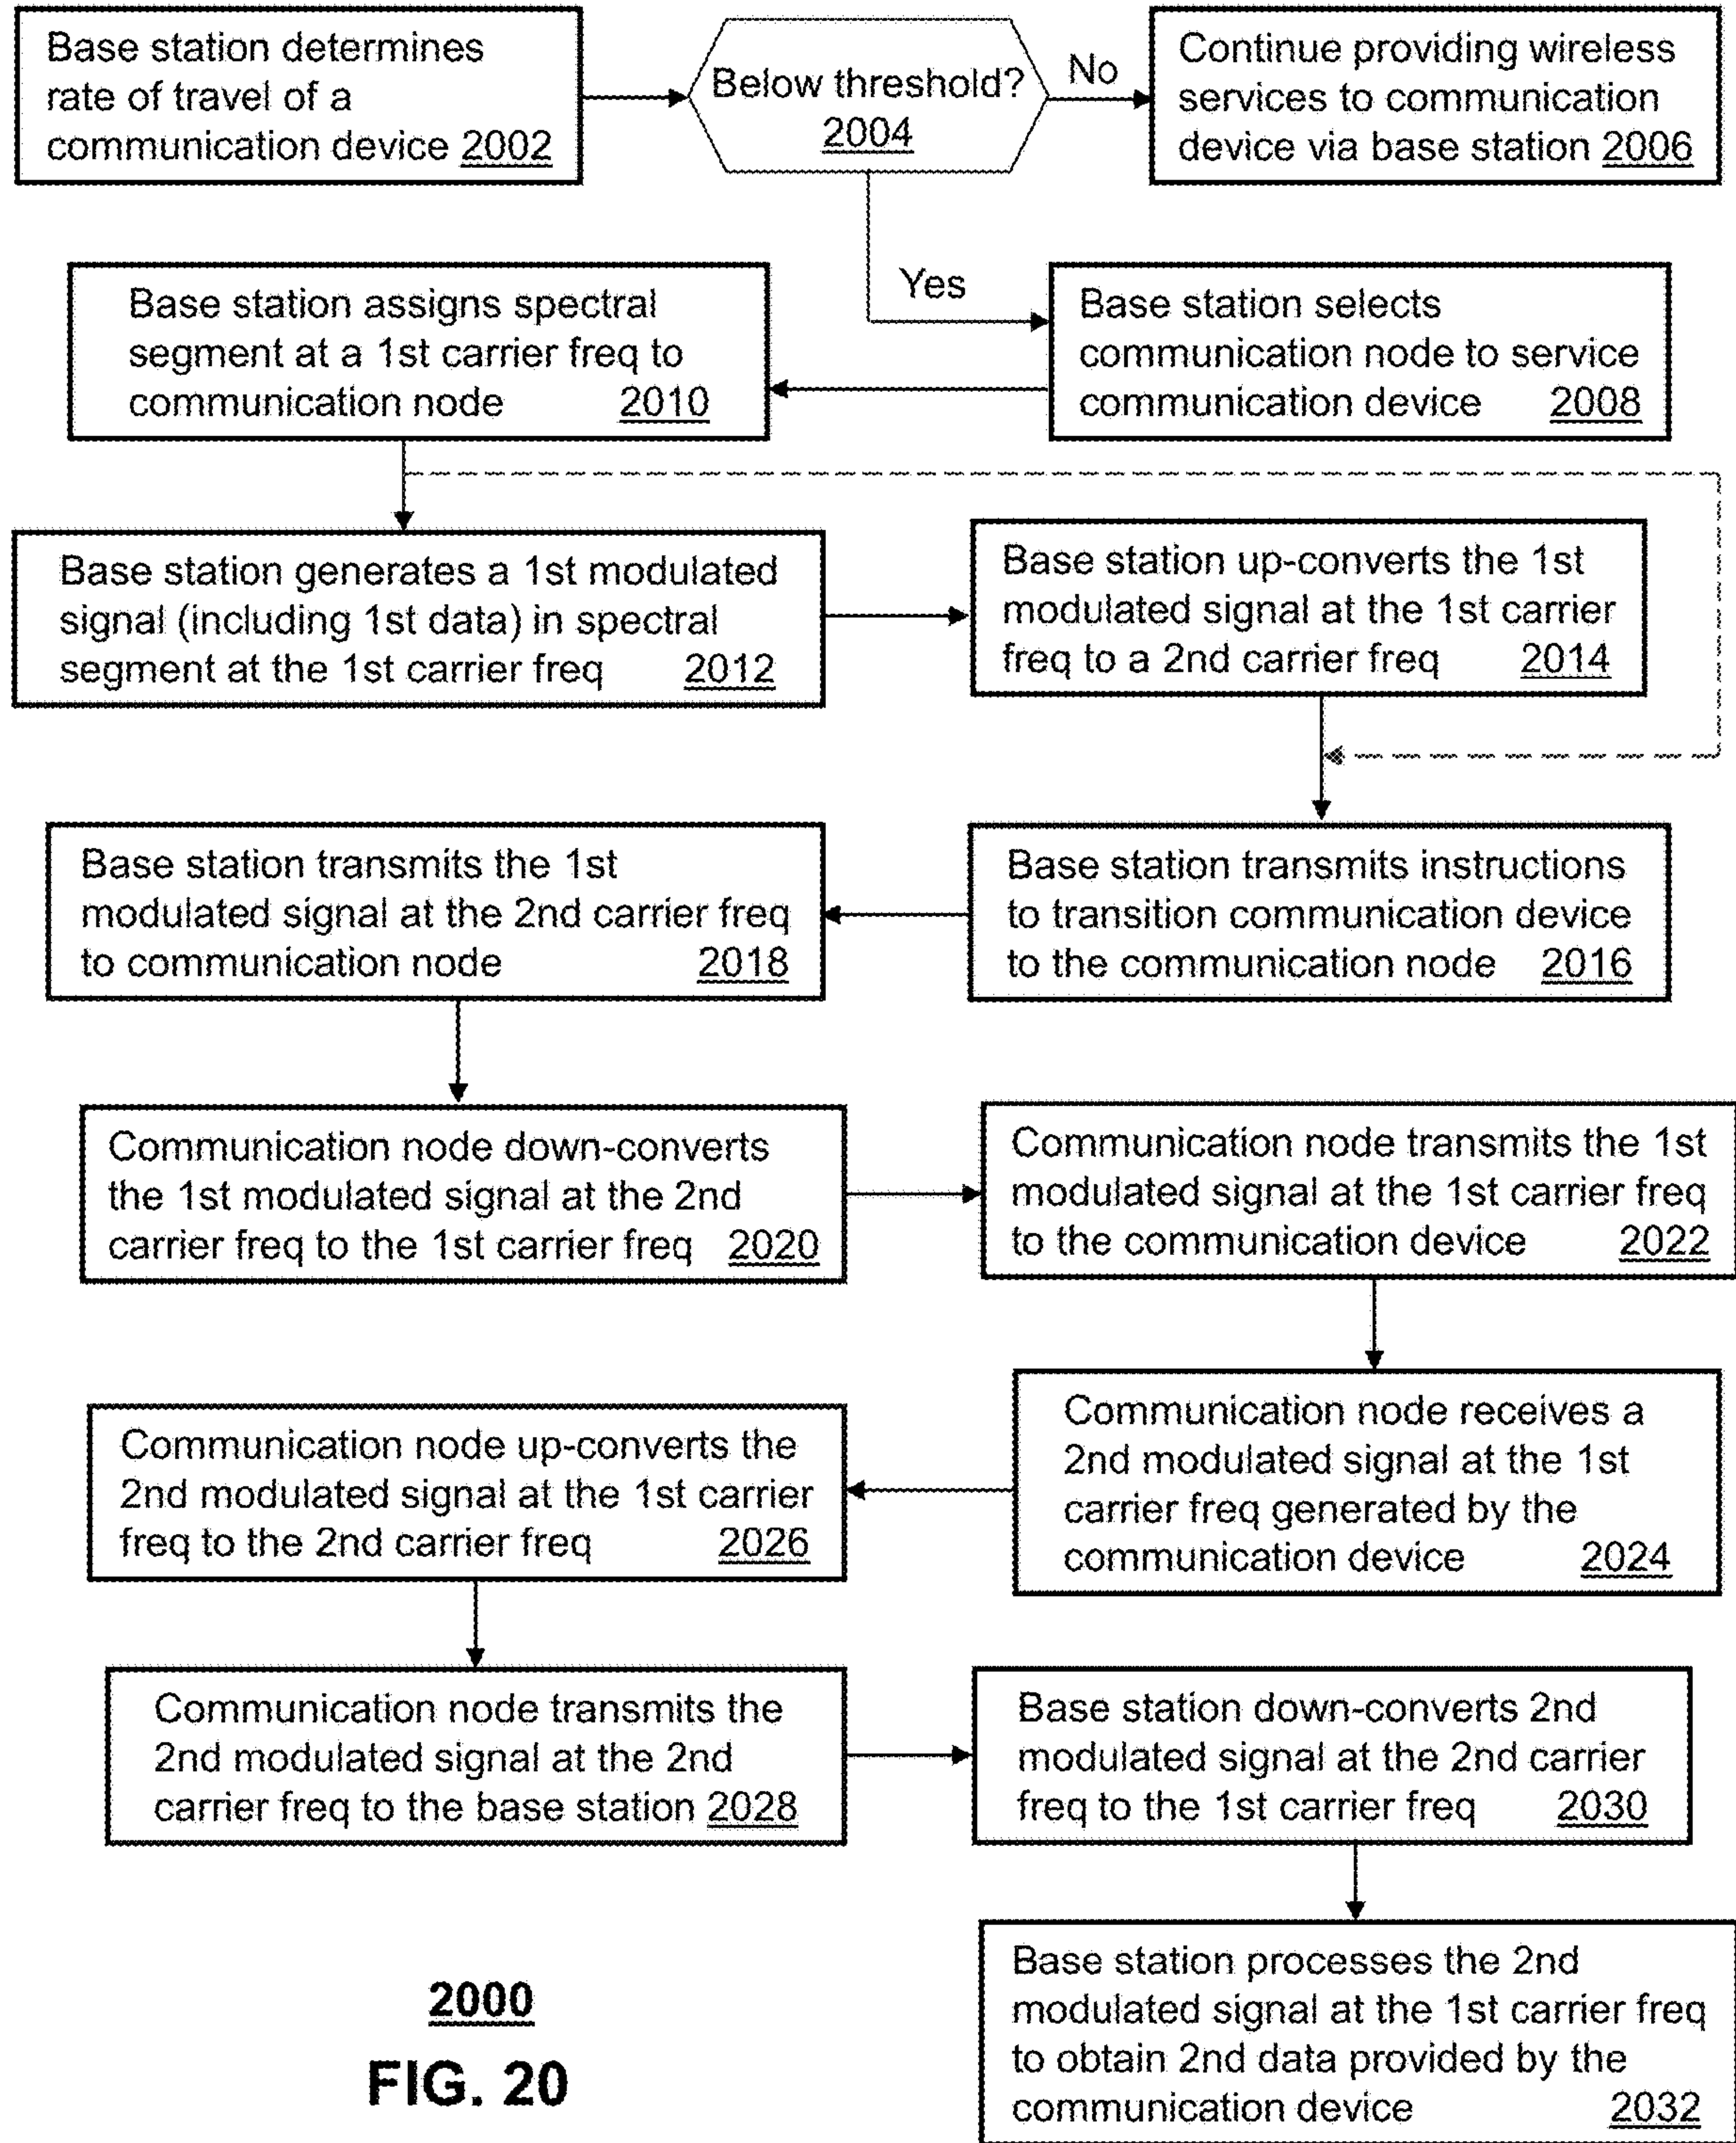 Base station determines
rate of travel of a
communication device 2002
Below threshold?
2004
No
Continue providing wireless
services to communication
device via base station 2006
Yes
Base station selects
communication node to service
communication device 2008
Base station assigns spectral
segment at a 1st carrier freq to
communication node 2010
Base station generates a 1st modulated
signal (including 1st data) in spectral
segment at the 1st carrier freq 2012
Base station up-converts the 1st
modulated signal at the 1st carrier
freq to a 2nd carrier freq 2014
Base station transmits instructions
to transition communication device
to the communication node 2016
Base station transmits the 1st
modulated signal at the 2nd carrier freq
to communication node 2018
Communication node down-converts
the 1st modulated signal at the 2nd
carrier freq to the 1st carrier freq 2020
Communication node transmits the 1st
modulated signal at the 1st carrier freq
to the communication device 2022
Communication node receives a
2nd modulated signal at the 1st
carrier freq generated by the
communication device 2024
Communication node up-converts the
2nd modulated signal at the 1st carrier
freq to the 2nd carrier freq 2026
Communication node transmits the
2nd modulated signal at the 2nd
carrier freq to the base station 2028
Base station down-converts 2nd
modulated signal at the 2nd carrier
freq to the 1st carrier freq 2030
Base station processes the 2nd
modulated signal at the 1st carrier freq
to obtain 2nd data provided by the
communication device 2032
2000
FIG. 20